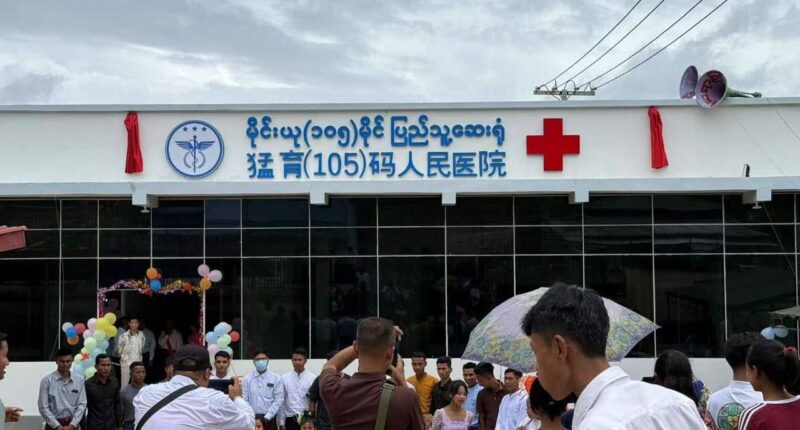 မိုင်းယု(၁၀၅)မိုင် ပြည်သူ့ဆေးရုံ
猛育(105)码人民医院